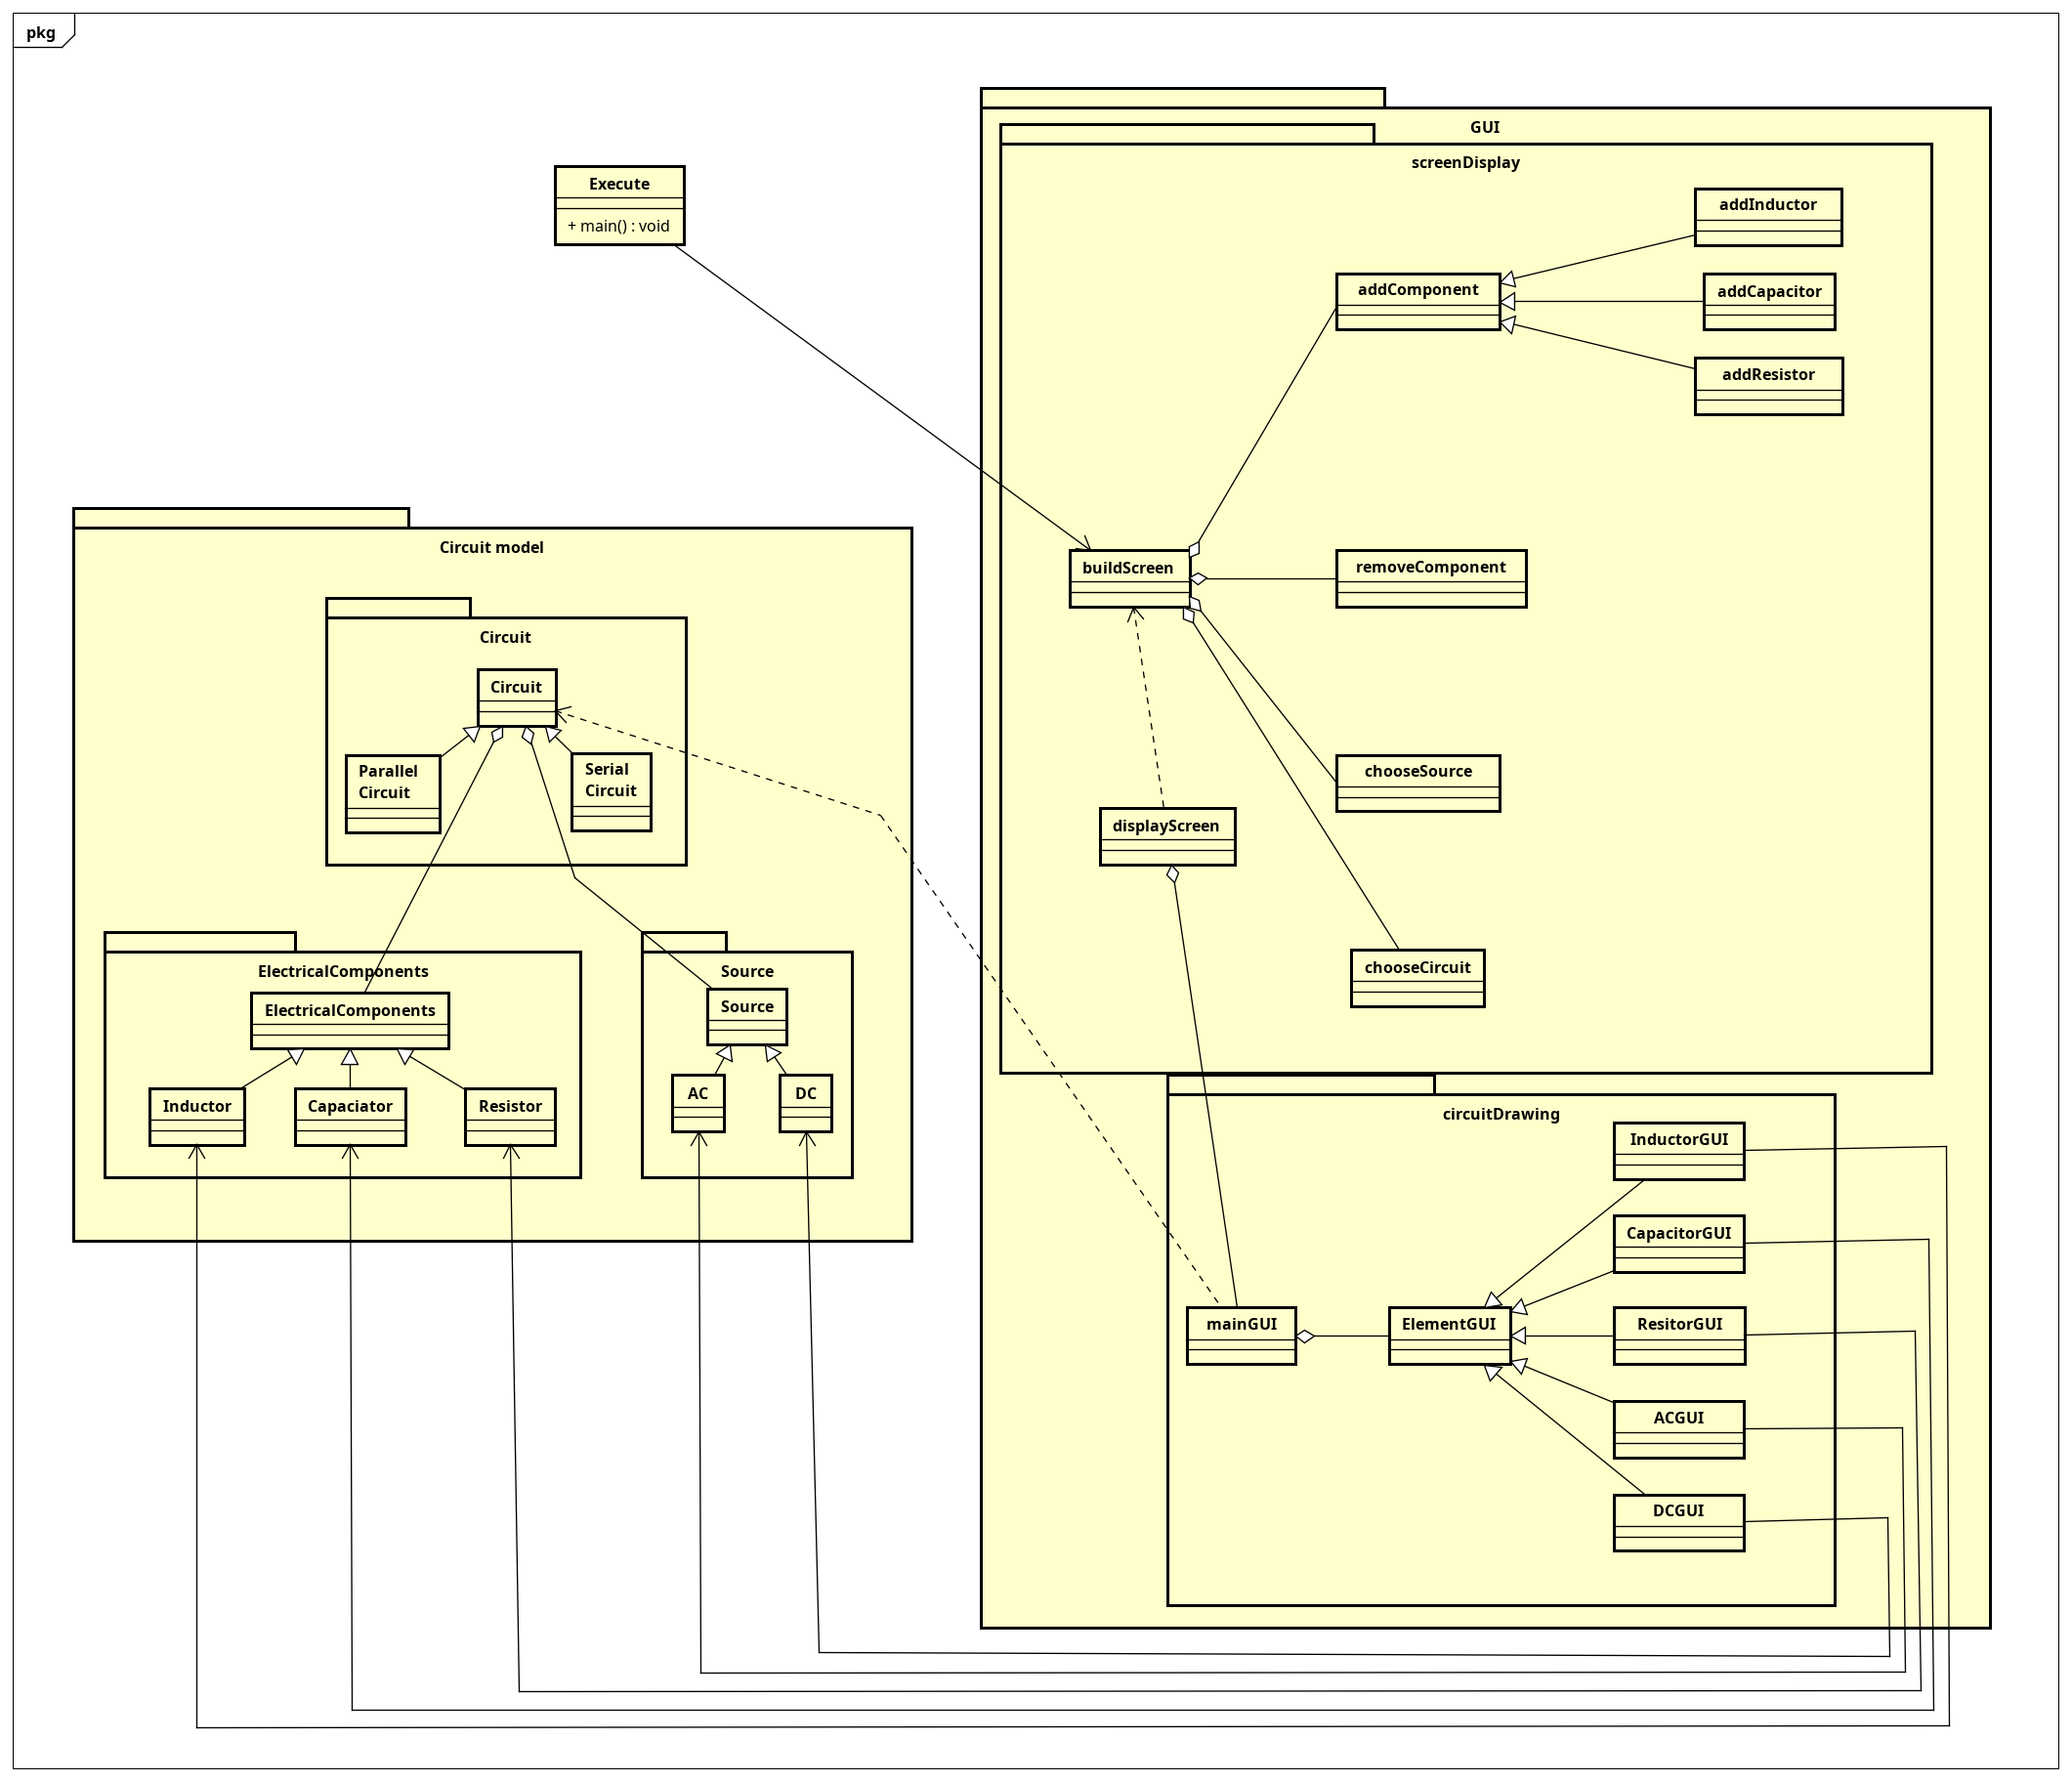 pkg
GUI
screenDisplay
Execute
+ main() : void
addInductor
addComponent
addCapacitor
addResistor
buildScreen
removeComponent
chooseSource
displayScreen
chooseCircuit
Circuit model
Circuit
Circuit
Parallel
Circuit
Serial
Circuit
ElectricalComponents
ElectricalComponents
Inductor
Capaciator
Resistor
Source
Source
AC
DC
circuitDrawing
InductorGUI
CapacitorGUI
mainGUI
ElementGUI
ResitorGUI
ACGUI
DCGUI